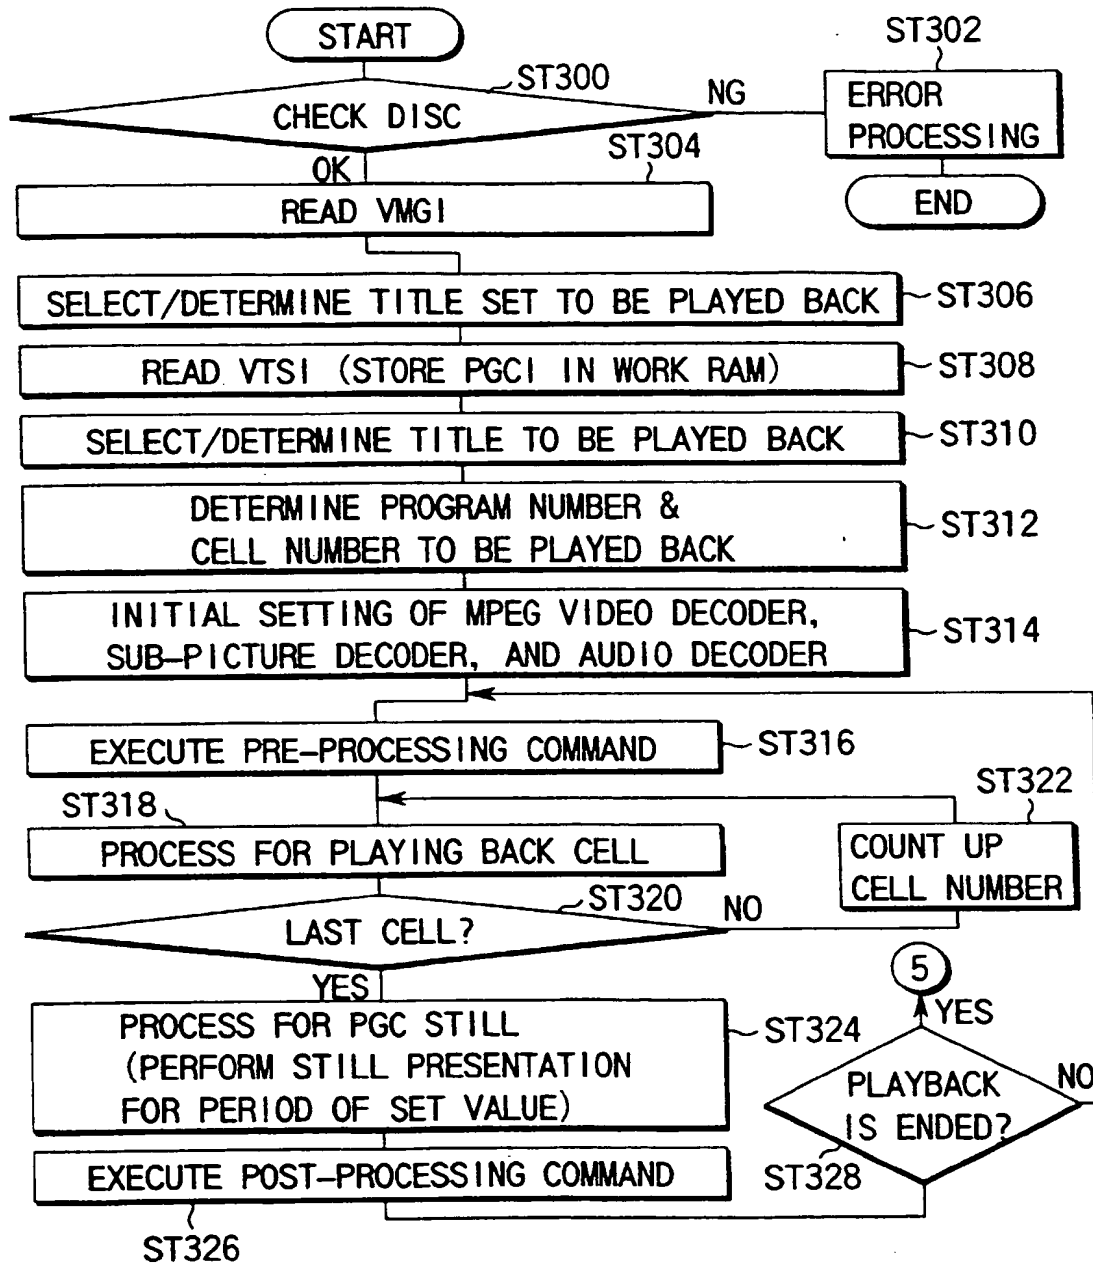 START
ST302
ST300
NG
ERROR
PROCESSING
CHECK DISC
OK
ST304
READ VMGI
END
SELECT/DETERMINE TITLE SET TO BE PLAYED BACK
ST306
READ VTSI (STORE PGCI IN WORK RAM)
ST308
SELECT/DETERMINE TITLE TO BE PLAYED BACK
ST310
DETERMINE PROGRAM NUMBER &
CELL NUMBER TO BE PLAYED BACK
ST312
INITIAL SETTING OF MPEG VIDEO DECODER,
SUB-PICTURE DECODER, AND AUDIO DECODER
ST314
EXECUTE PRE-PROCESSING COMMAND
ST316
ST318
ST322
PROCESS FOR PLAYING BACK CELL
COUNT UP
CELL NUMBER
ST320
LAST CELL?
NO
YES
5
YES
PROCESS FOR PGC STILL
(PERFORM STILL PRESENTATION
FOR PERIOD OF SET VALUE)
ST324
PLAYBACK
IS ENDED?
NO
ST328
EXECUTE POST-PROCESSING COMMAND
ST326